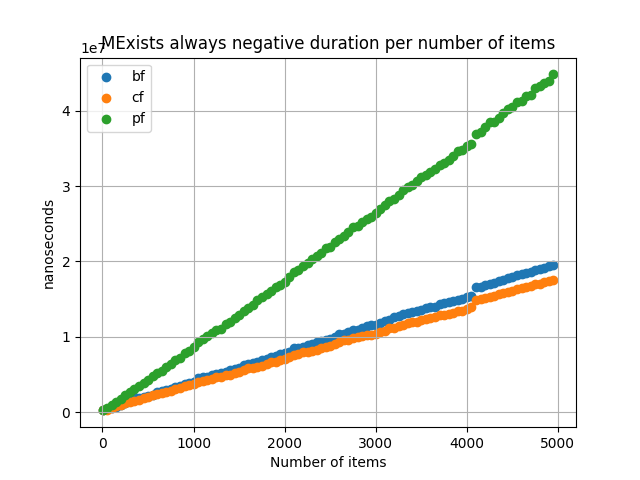 MExists always negative duration per number of items
1e7
bf
cf
pf
4
3
2
1
0
nanoseconds
0 1000 2000 3000 4000 5000
Number of items